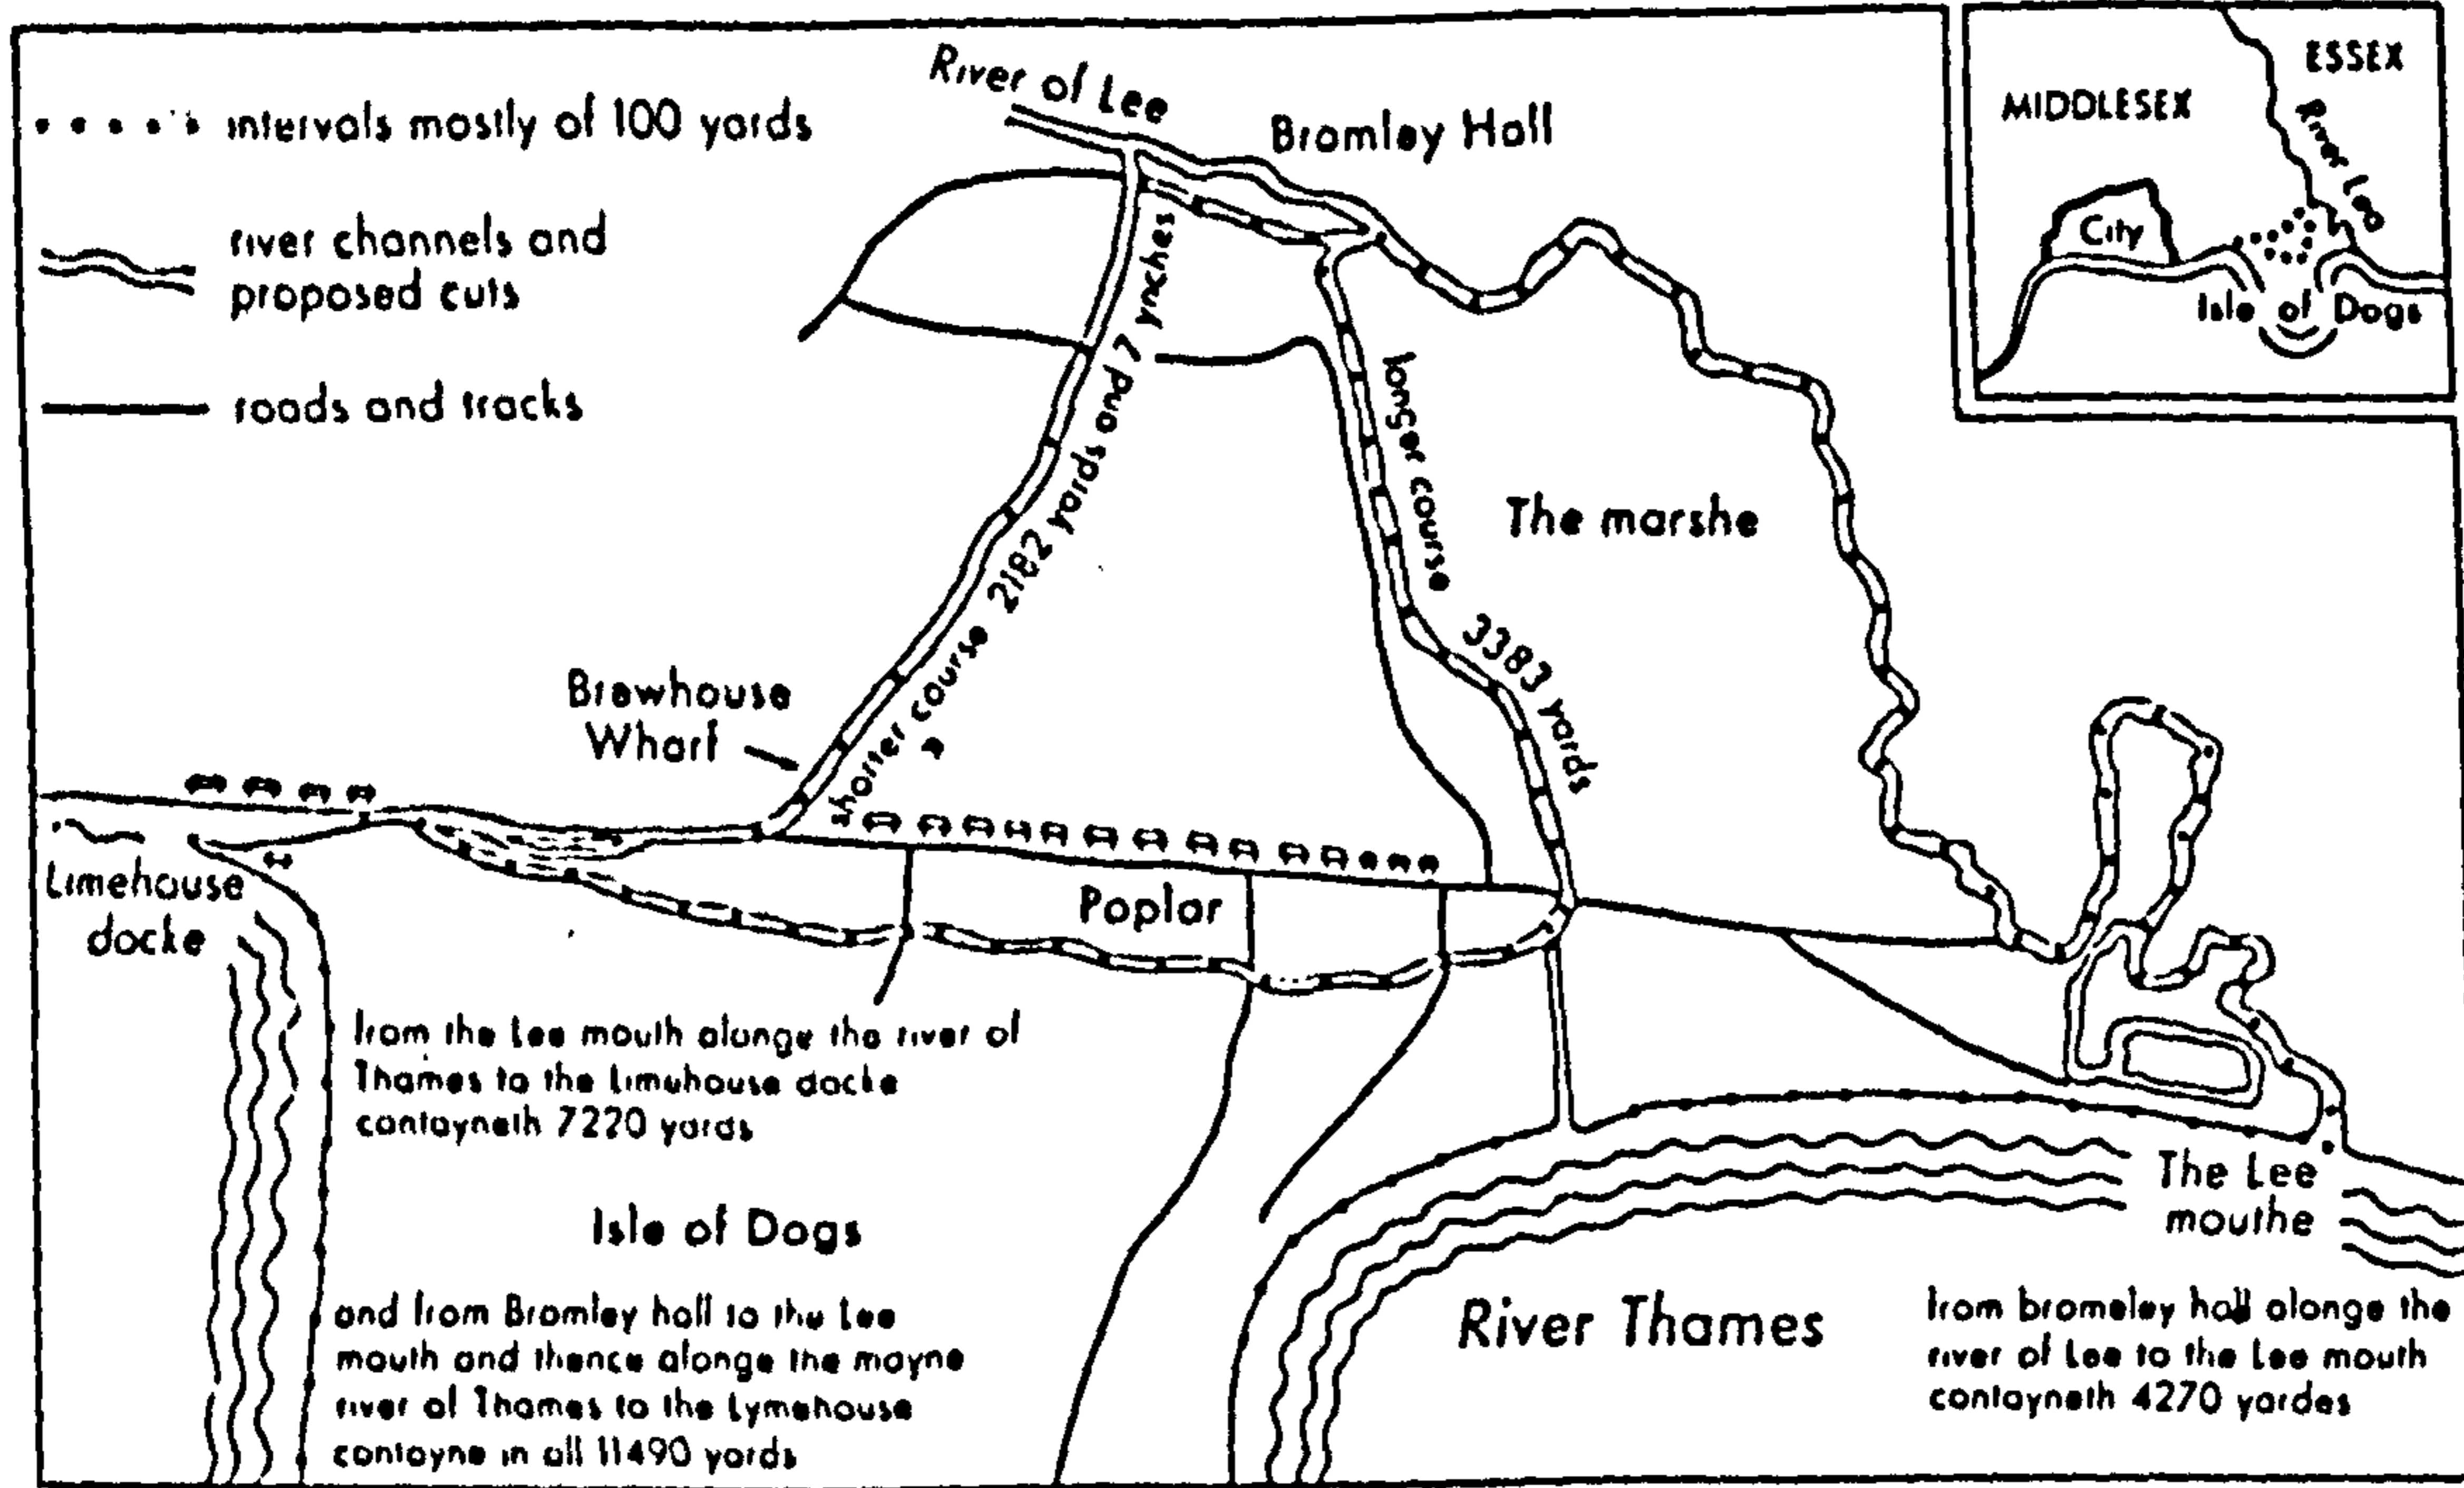 intervals mostly of 100 yards
river channels and
proposed cuts
roads and tracks
River of Lee
Bromley Hall
MIDDLESEX
ESSEX
River Lea
City
Isle of Dogs
shorter course 2182 yards and 7 ynches
longer course 3383 yards
The marshe
Brewhouse
Wharf
Limehouse
docke
Poplar
from the Lee mouth alonge the river of
Thames to the Limehouse docke
contayneth 7220 yards
Isle of Dogs
and from Bromley hall to the Lee
mouth and thence alonge the mayne
river of Thames to the Lymehouse
contayne in all 11490 yards
The Lee
mouthe
River Thames
from bromeley hall alonge the
river of Lee to the Lee mouth
contayneth 4270 yardes